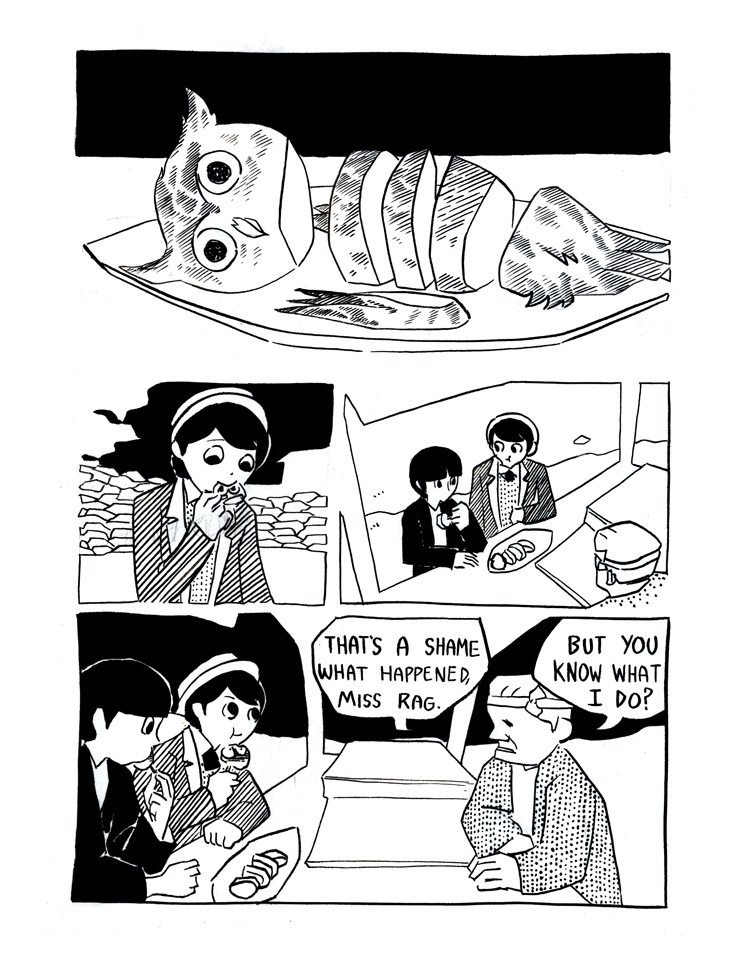 THAT'S A SHAME
WHAT HAPPENED,
MISS RAG.
BUT YOU
KNOW WHAT
I DO?